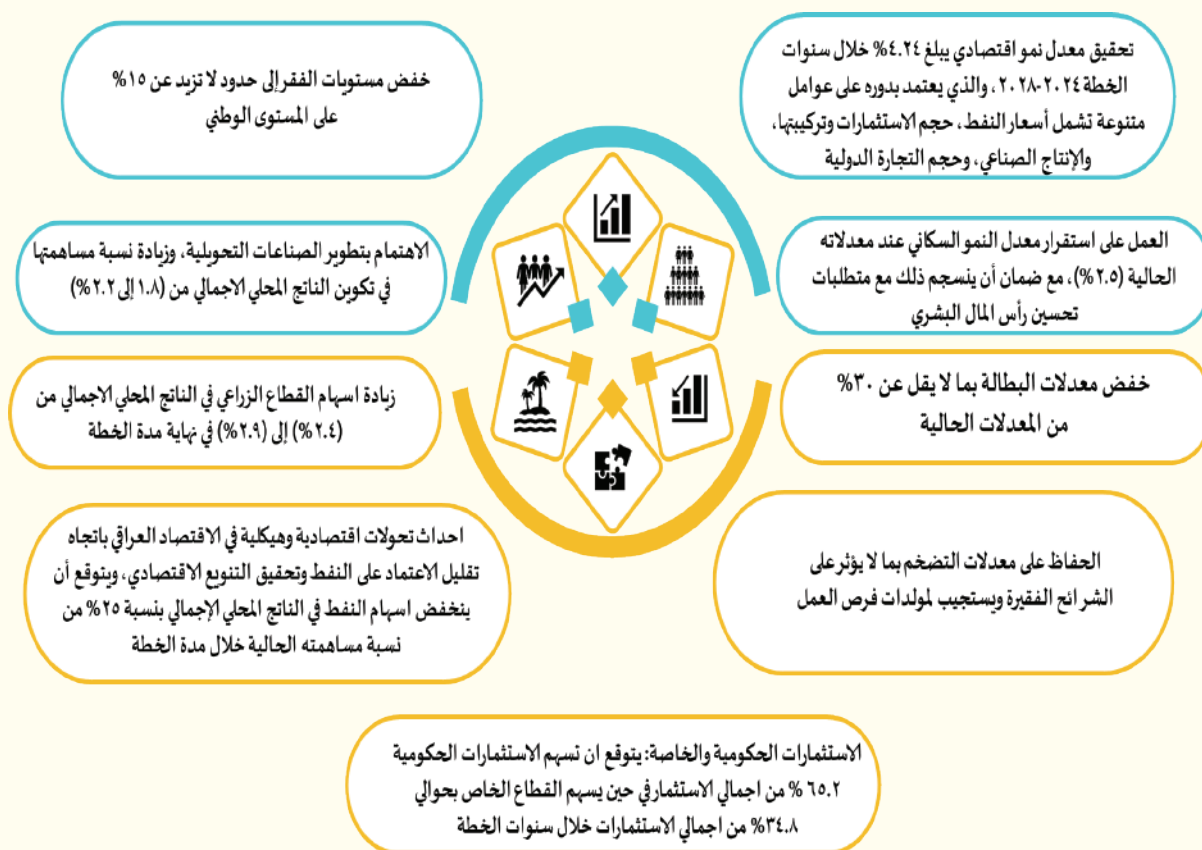 تحقيق معدل نمو اقتصادي يبلغ ٤.٢٤% خلال سنوات
الخطة ٢٠٢٤-٢٠٢٨، والذي يعتمد بدوره على عوامل
متنوعة تشمل أسعار النفط، حجم الاستثمارات وتركيبتها،
والإنتاج الصناعي، وحجم التجارة الدولية
خفض مستويات الفقر إلى حدود لا تزيد عن ١٥%
على المستوى الوطني
العمل على استقرار معدل النمو السكاني عند معدلاته
الحالية (٢.٥%)، مع ضمان أن ينسجم ذلك مع متطلبات
تحسين رأس المال البشري
الاهتمام بتطوير الصناعات التحويلية، وزيادة نسبة مساهمتها
في تكوين الناتج المحلي الاجمالي من (١.٨ إلى ٢.٢%)
خفض معدلات البطالة بما لا يقل عن ٣٠%
من المعدلات الحالية
زيادة اسهام القطاع الزراعي في الناتج المحلي الاجمالي من
(٢.٤%) إلى (٢.٩%) في نهاية مدة الخطة
الحفاظ على معدلات التضخم بما لا يؤثر على
الشرائح الفقيرة ويستجيب لمولدات فرص العمل
احداث تحولات اقتصادية وهيكلية في الاقتصاد العراقي باتجاه
تقليل الاعتماد على النفط وتحقيق التنويع الاقتصادي، ويتوقع أن
ينخفض اسهام النفط في الناتج المحلي الإجمالي بنسبة ٢٥% من
نسبة مساهمته الحالية خلال مدة الخطة
الاستثمارات الحكومية والخاصة: يتوقع ان تسهم الاستثمارات الحكومية
٦٥.٢ % من اجمالي الاستثمار في حين يسهم القطاع الخاص بحوالي
٣٤.٨% من اجمالي الاستثمارات خلال سنوات الخطة